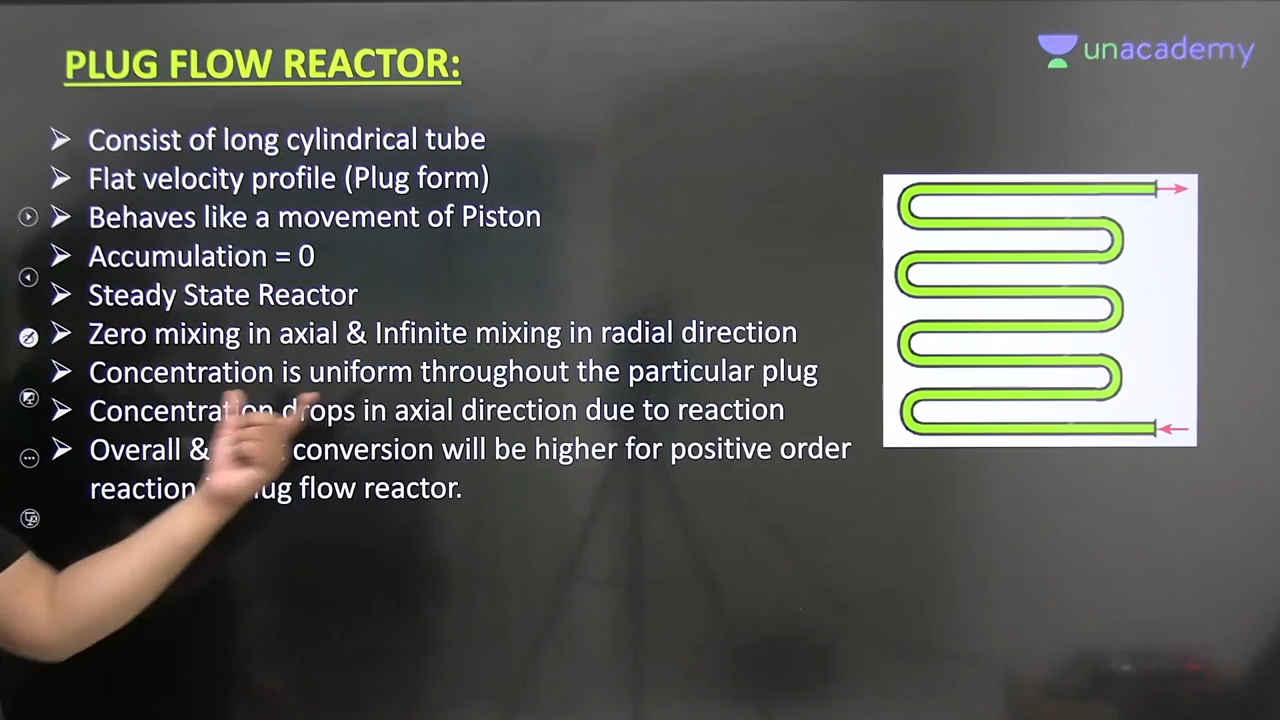 unacademy
PLUG FLOW REACTOR:
Consist of long cylindrical tube
Flat velocity profile (Plug form)
Behaves like a movement of Piston
Accumulation = 0
Steady State Reactor
Zero mixing in axial & Infinite mixing in radial direction
Concentration is uniform throughout the particular plug
Concentration drops in axial direction due to reaction
Overall & conversion will be higher for positive order
reaction flow reactor.